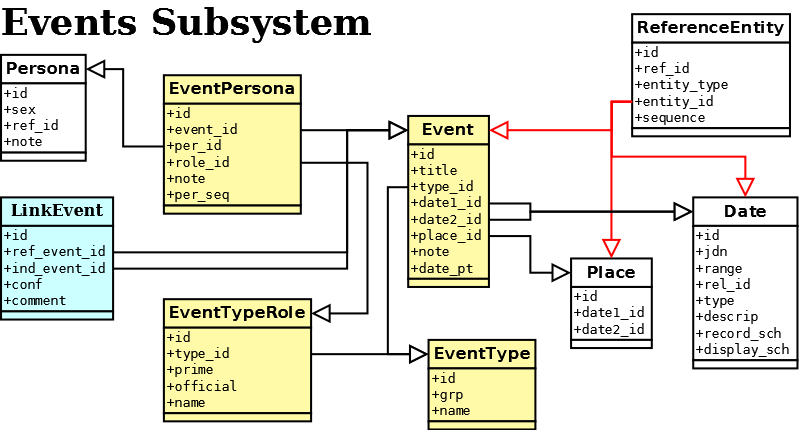 Events Subsystem
Persona
+id
+sex
+ref_id
+note
EventPersona
+id
+event_id
+per_id
+role_id
+note
+per_seq
ReferenceEntity
+id
+ref_id
+entity_type
+entity_id
+sequence
Event
+id
+title
+type_id
+date1_id
+date2_id
+place_id
+note
+date_pt
LinkEvent
+id
+ref_event_id
+ind_event_id
+conf
+comment
Date
+id
+jdn
+range
+rel_id
+type
+descrip
+record_sch
+display_sch
Place
+id
+date1_id
+date2_id
EventTypeRole
+id
+type_id
+prime
+official
+name
EventType
+id
+grp
+name